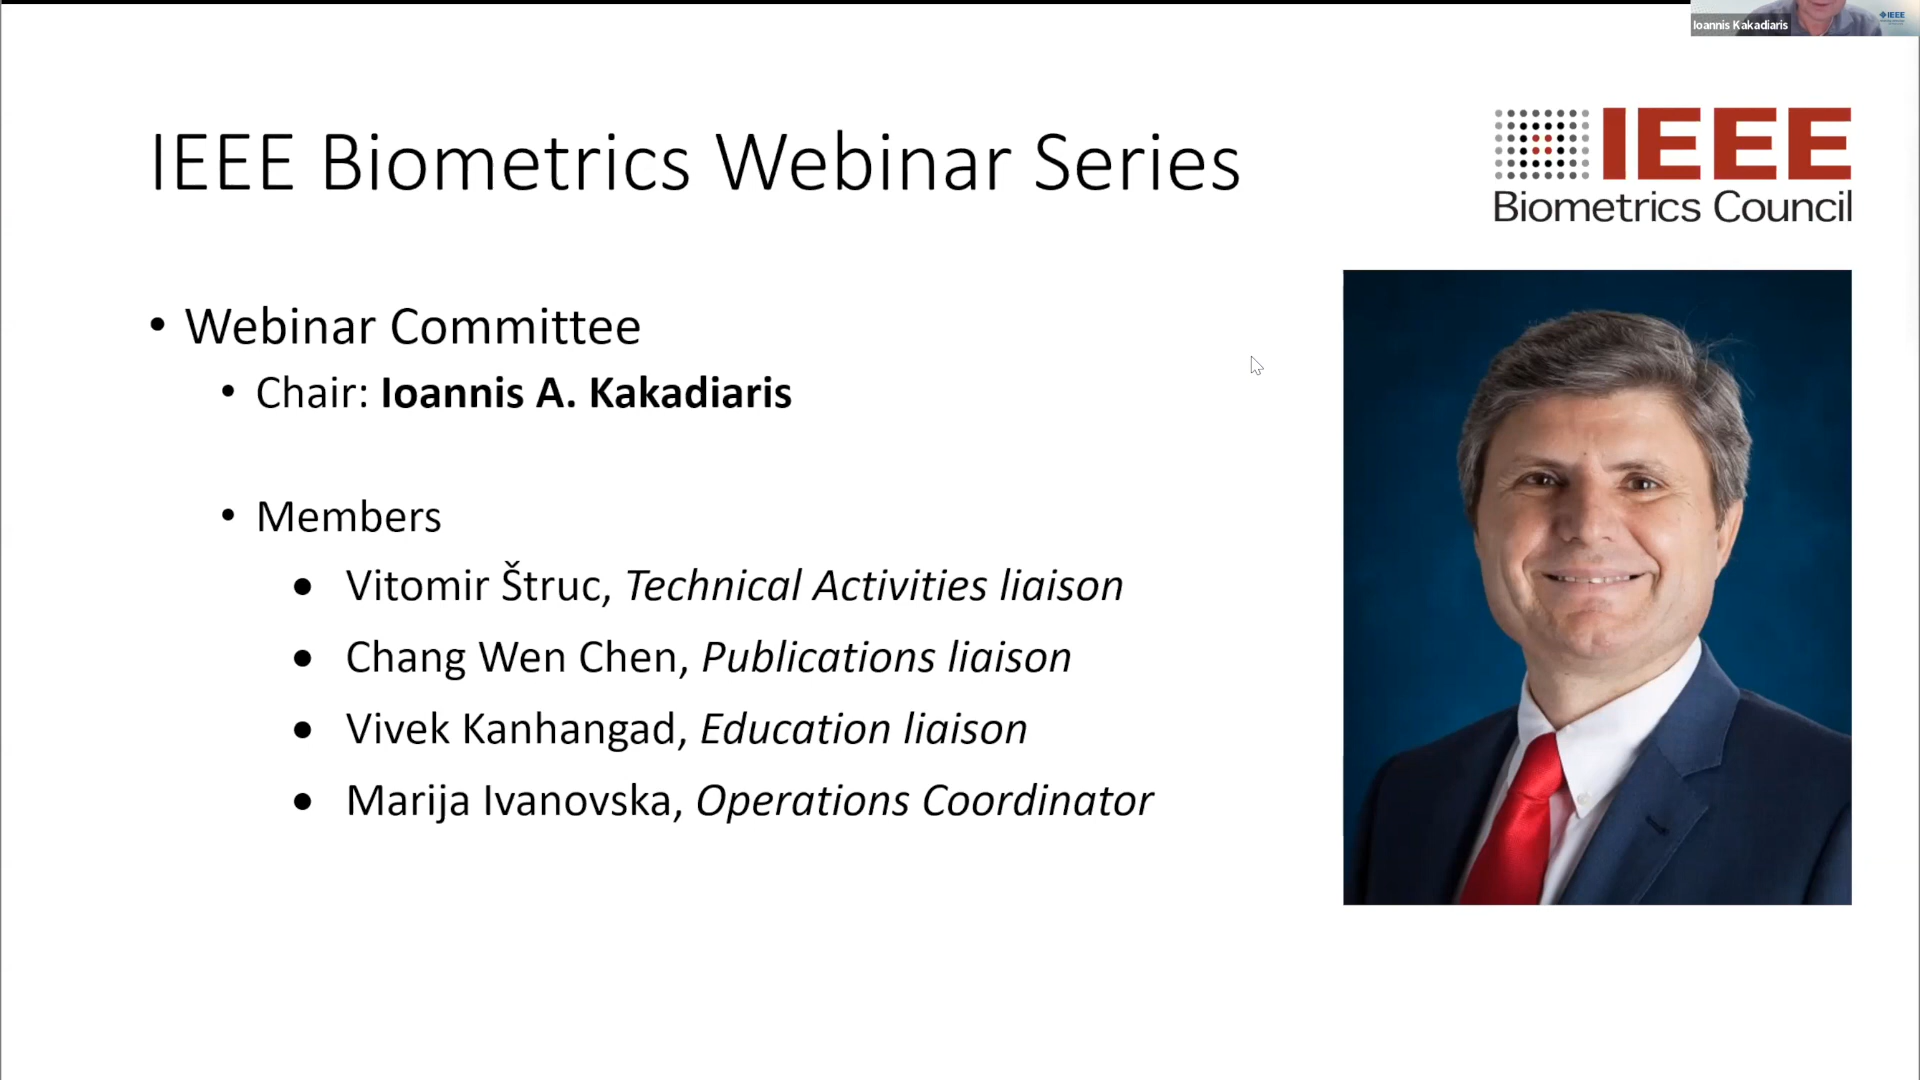 Ioannis Kakadiaris
IEEE
IEEE Biometrics Webinar Series
IEEE
Biometrics Council
• Webinar Committee
• Chair: Ioannis A. Kakadiaris
• Members
• Vitomir Štruc, Technical Activities liaison
• Chang Wen Chen, Publications liaison
• Vivek Kanhangad, Education liaison
• Marija Ivanovska, Operations Coordinator